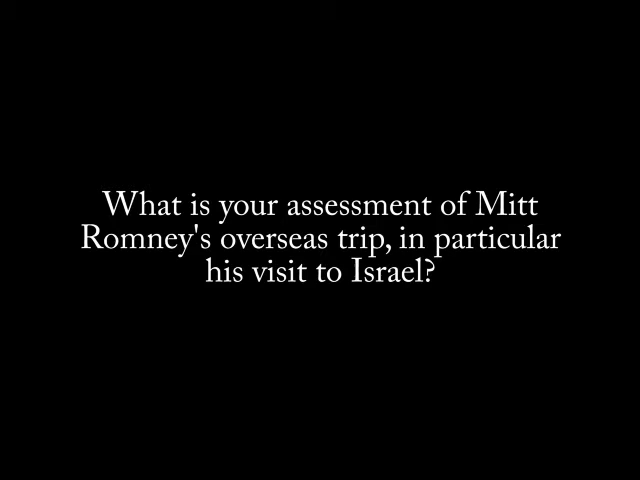 What is your assessment of Mitt
Romney's overseas trip, in particular
his visit to Israel?